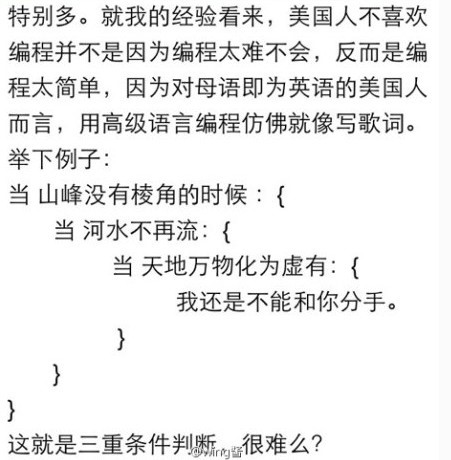 特别多。就我的经验看来，美国人不喜欢
编程并不是因为编程太难不会，反而是编
程太简单，因为对母语即为英语的美国人
而言，用高级语言编程仿佛就像写歌词。
举下例子：
当 山峰没有棱角的时候：{
当 河水不再流：{
当 天地万物化为虚有：{
我还是不能和你分手。
}
}
}
这就是三重条件判断，很难么？
@Wing酱